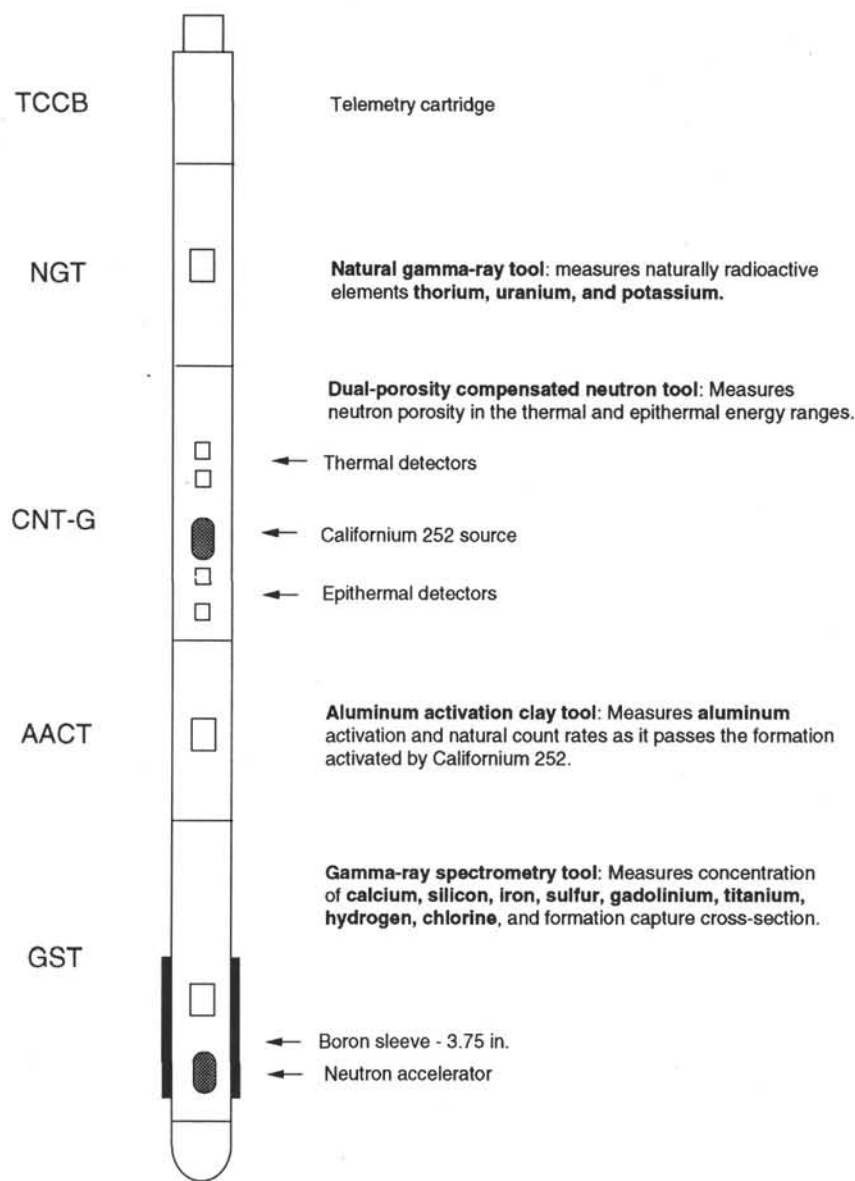 TCCB
Telemetry cartridge
NGT
Natural gamma-ray tool: measures naturally radioactive
elements thorium, uranium, and potassium.
Dual-porosity compensated neutron tool: Measures
neutron porosity in the thermal and epithermal energy ranges.
Thermal detectors
CNT-G
Californium 252 source
Epithermal detectors
AACT
Aluminum activation clay tool: Measures aluminum
activation and natural count rates as it passes the formation
activated by Californium 252.
Gamma-ray spectrometry tool: Measures concentration
of calcium, silicon, iron, sulfur, gadolinium, titanium,
hydrogen, chlorine, and formation capture cross-section.
GST
Boron sleeve - 3.75 in.
Neutron accelerator